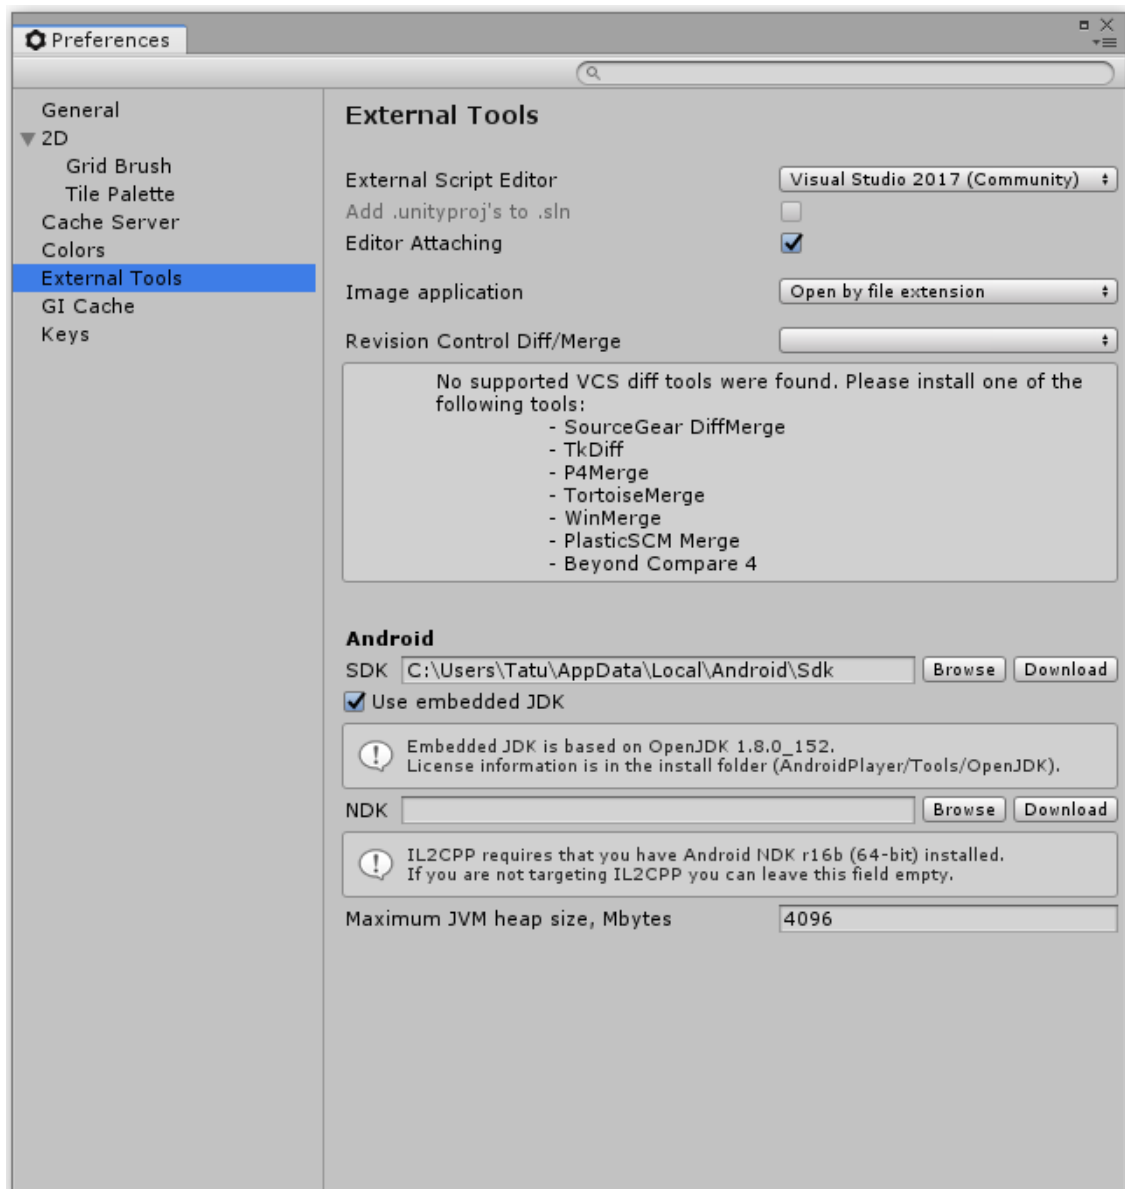 Preferences
General
2D
Grid Brush
Tile Palette
Cache Server
Colors
External Tools
GI Cache
Keys
External Tools
External Script Editor Visual Studio 2017 (Community)
Add .unityproj's to .sln
Editor Attaching
Image application Open by file extension
Revision Control Diff/Merge
No supported VCS diff tools were found. Please install one of the
following tools:
- SourceGear DiffMerge
- TkDiff
- P4Merge
- TortoiseMerge
- WinMerge
- PlasticSCM Merge
- Beyond Compare 4
Android
SDK C:\Users\Tatu\AppData\Local\Android\Sdk Browse Download
Use embedded JDK
Embedded JDK is based on OpenJDK 1.8.0_152.
License information is in the install folder (AndroidPlayer/Tools/OpenJDK).
NDK Browse Download
IL2CPP requires that you have Android NDK r16b (64-bit) installed.
If you are not targeting IL2CPP you can leave this field empty.
Maximum JVM heap size, Mbytes 4096